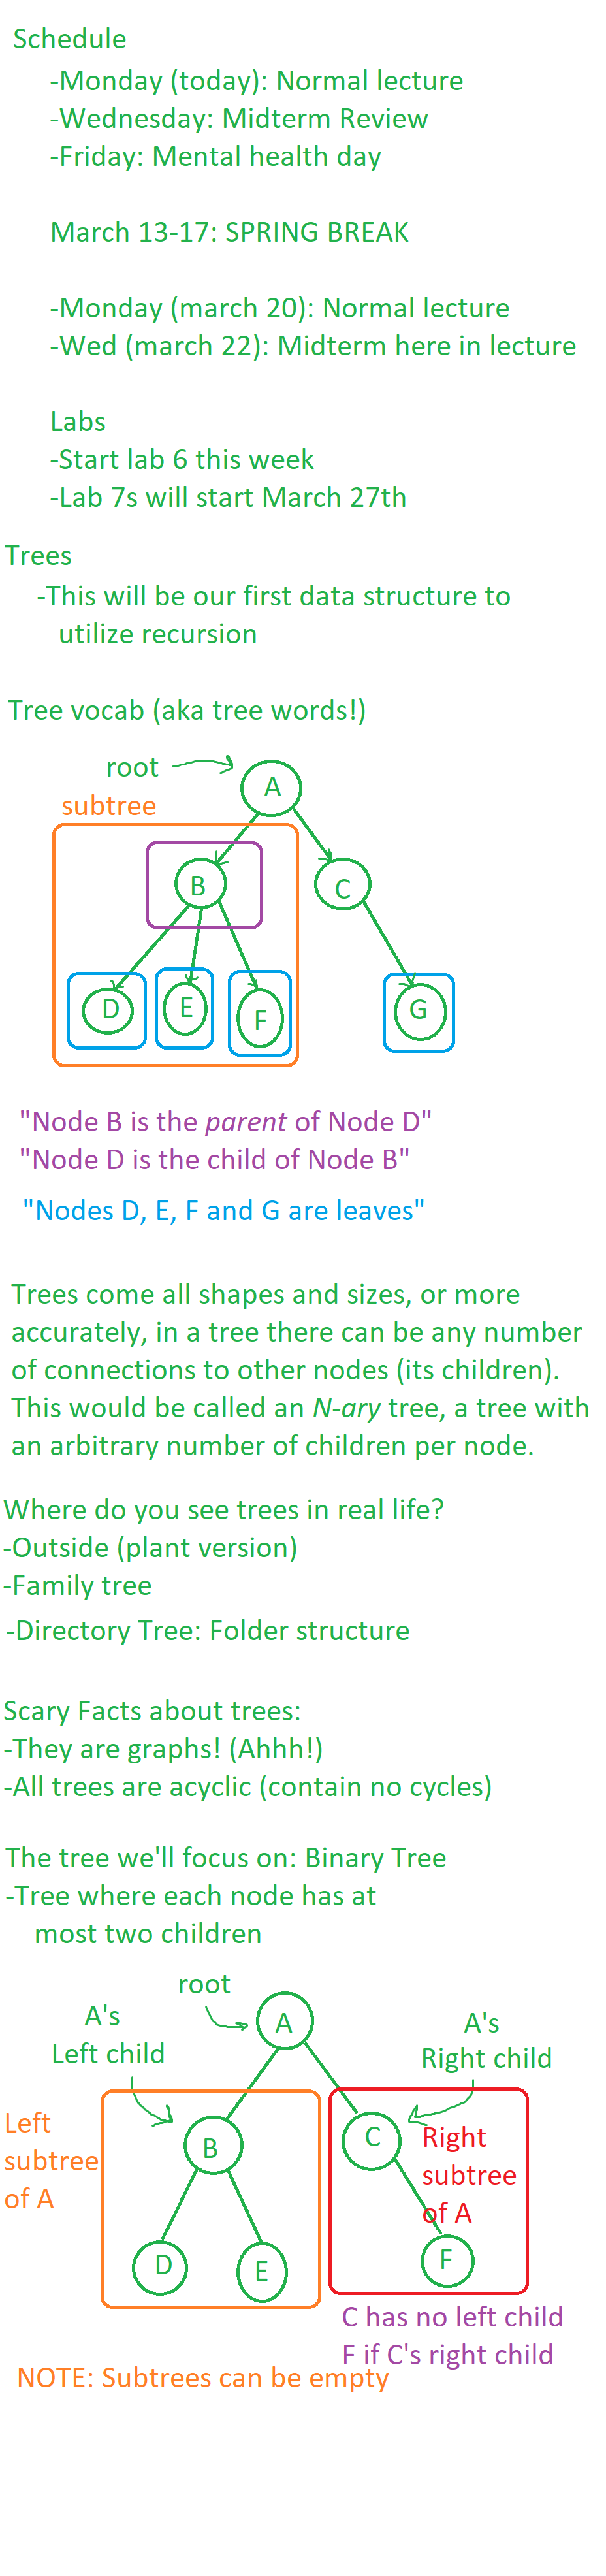 Schedule
-Monday (today): Normal lecture
-Wednesday: Midterm Review
-Friday: Mental health day
March 13-17: SPRING BREAK
-Monday (march 20): Normal lecture
-Wed (march 22): Midterm here in lecture
Labs
-Start lab 6 this week
-Lab 7s will start March 27th
Trees
-This will be our first data structure to
utilize recursion
Tree vocab (aka tree words!)
root
A
subtree
B
C
D
E
F
G
"Node B is the parent of Node D"
"Node D is the child of Node B"
"Nodes D, E, F and G are leaves"
Trees come all shapes and sizes, or more
accurately, in a tree there can be any number
of connections to other nodes (its children).
This would be called an N-ary tree, a tree with
an arbitrary number of children per node.
Where do you see trees in real life?
-Outside (plant version)
-Family tree
-Directory Tree: Folder structure
Scary Facts about trees:
-They are graphs! (Ahhh!)
-All trees are acyclic (contain no cycles)
The tree we'll focus on: Binary Tree
-Tree where each node has at
most two children
root
A
A's
Left child
A's
Right child
Left
subtree
of A
B
C
Right
subtree
of A
D
E
F
C has no left child
F if C's right child
NOTE: Subtrees can be empty